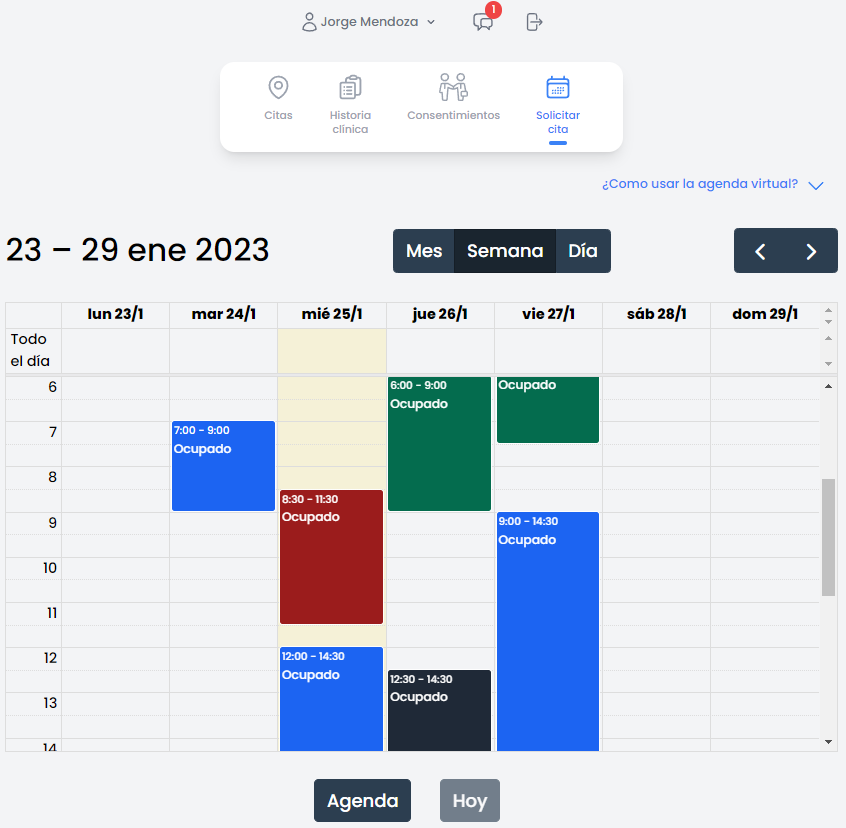 Jorge Mendoza
1
Citas
Historia
clínica
Consentimientos
Solicitar
cita
¿Como usar la agenda virtual?
23 – 29 ene 2023
Mes Semana Día
lun 23/1 mar 24/1 mié 25/1 jue 26/1 vie 27/1 sáb 28/1 dom 29/1
Todo
el día
6
6:00 - 9:00
Ocupado
Ocupado
7
7:00 - 9:00
Ocupado
8
8:30 - 11:30
Ocupado
9
9:00 - 14:30
Ocupado
10
11
12
12:00 - 14:30
Ocupado
12:30 - 14:30
Ocupado
13
14
Agenda Hoy